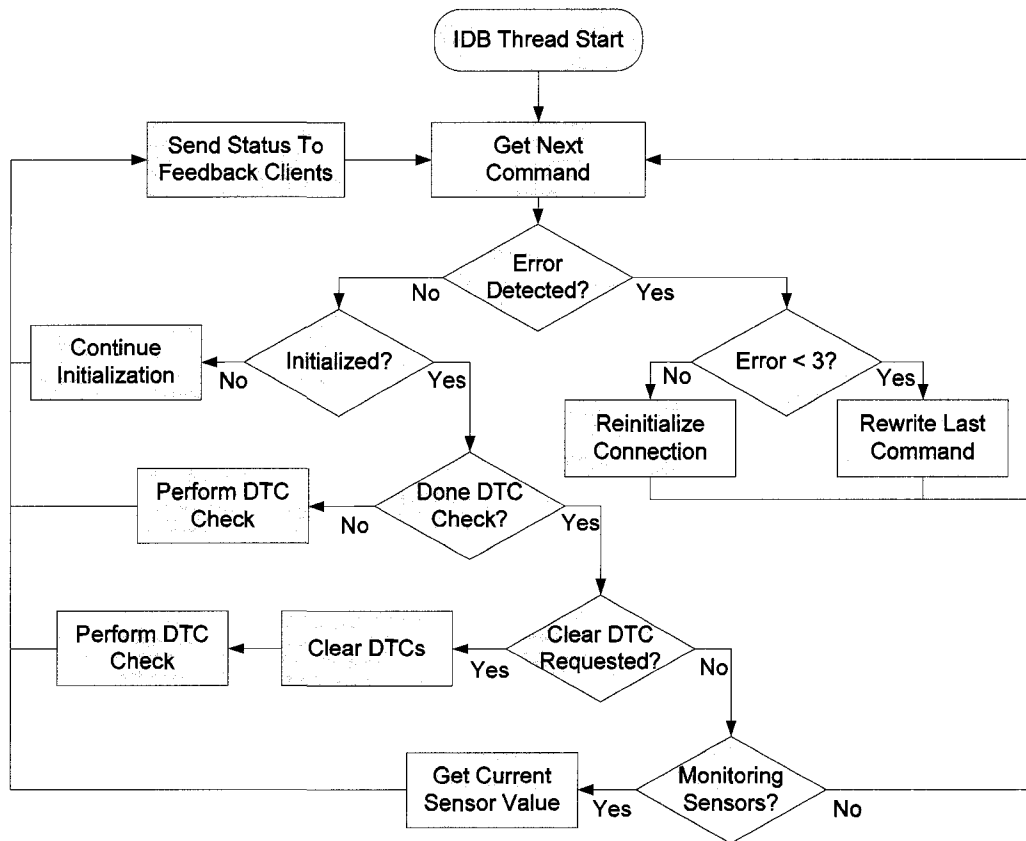 IDB Thread Start
Send Status To
Feedback Clients
Get Next
Command
Error
Detected?
No
Yes
Continue
Initialization
No
Initialized?
Yes
No
Error < 3?
Yes
Reinitialize
Connection
Rewrite Last
Command
Perform DTC
Check
No
Done DTC
Check?
Yes
Perform DTC
Check
Clear DTCs
Yes
Clear DTC
Requested?
No
Get Current
Sensor Value
Yes
Monitoring
Sensors?
No